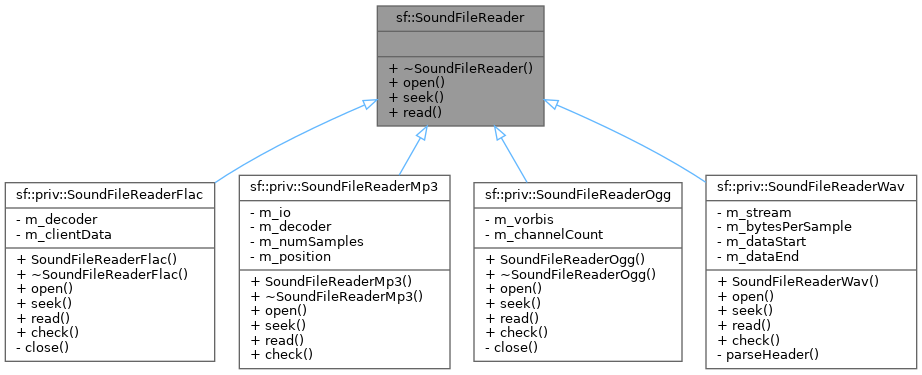 sf::SoundFileReader
+ ~SoundFileReader()
+ open()
+ seek()
+ read()
sf::priv::SoundFileReaderFlac
- m_decoder
- m_clientData
+ SoundFileReaderFlac()
+ ~SoundFileReaderFlac()
+ open()
+ seek()
+ read()
+ check()
- close()
sf::priv::SoundFileReaderMp3
- m_io
- m_decoder
- m_numSamples
- m_position
+ SoundFileReaderMp3()
+ ~SoundFileReaderMp3()
+ open()
+ seek()
+ read()
+ check()
sf::priv::SoundFileReaderOgg
- m_vorbis
- m_channelCount
+ SoundFileReaderOgg()
+ ~SoundFileReaderOgg()
+ open()
+ seek()
+ read()
+ check()
- close()
sf::priv::SoundFileReaderWav
- m_stream
- m_bytesPerSample
- m_dataStart
- m_dataEnd
+ SoundFileReaderWav()
+ open()
+ seek()
+ read()
+ check()
- parseHeader()